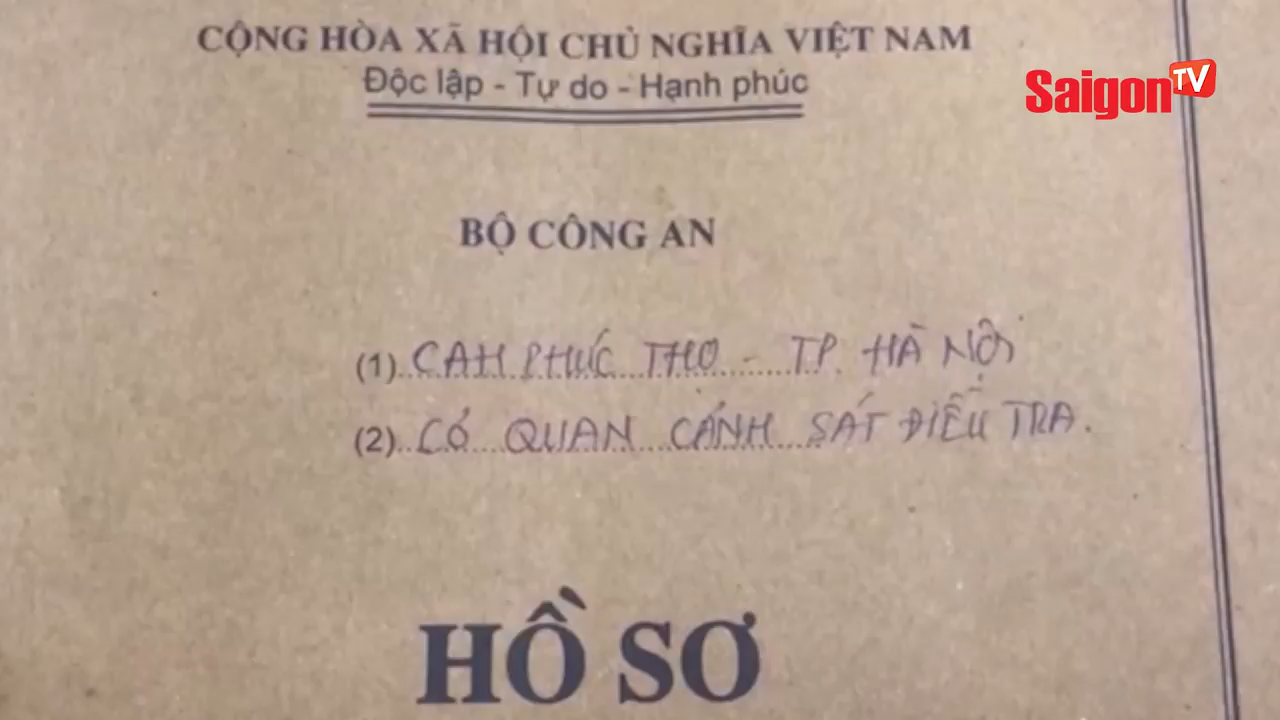 CỘNG HÒA XÃ HỘI CHỦ NGHĨA VIỆT NAM
Độc lập - Tự do - Hạnh phúc
Saigon TV
BỘ CÔNG AN
(1) CAH PHÚC THỌ - TP. HÀ NỘI
(2) CƠ QUAN CẢNH SÁT ĐIỀU TRA.
HỒ SƠ